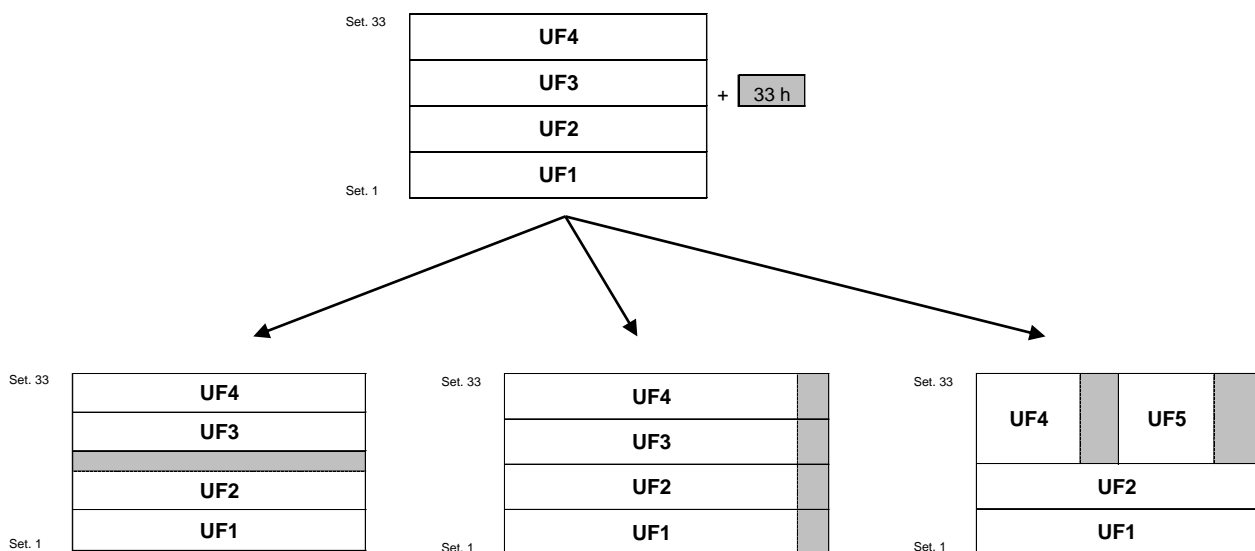 Set. 33
UF4
UF3
+ 33 h
UF2
UF1
Set. 1
Set. 33
UF4
UF3
UF2
UF1
Set. 1
Set. 33
UF4
UF3
UF2
UF1
Set. 1
Set. 33
UF4 UF5
UF2
UF1
Set. 1